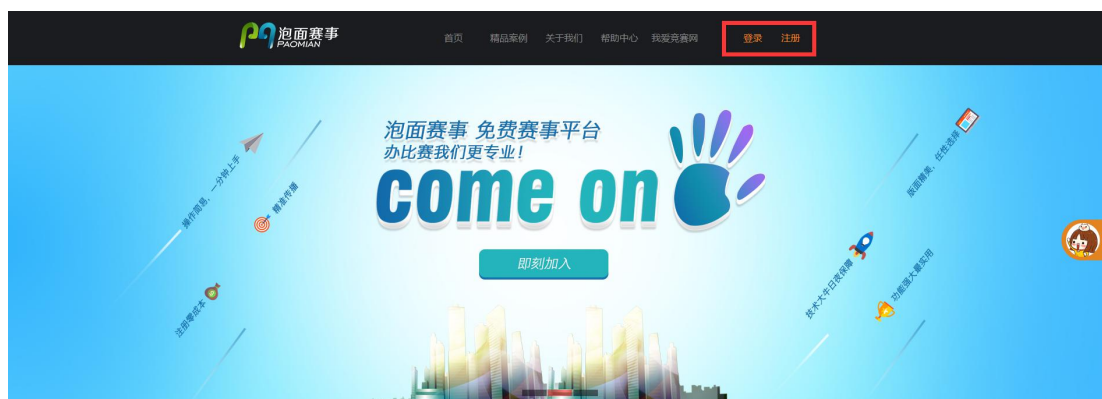 泡面赛事
PAOMIAN
首页 精品案例 关于我们 帮助中心 我爱竞赛网 登录 注册
泡面赛事 免费赛事平台
办比赛我们更专业!
come on
即刻加入
操作简易,一分钟上手
精准传播
注册零成本
版面精美,任性选择
技术大牛日夜保障
功能强大最实用